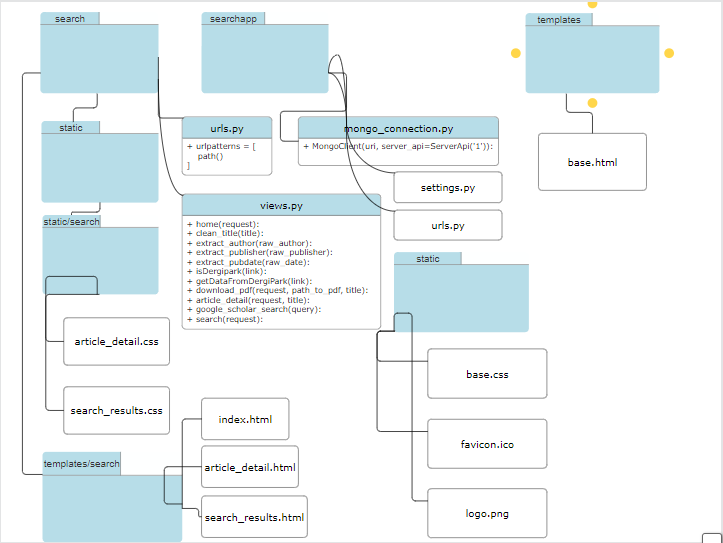 search
searchapp
templates
urls.py
+ urlpatterns = [
path()
]
mongo_connection.py
+ MongoClient(uri, server_api=ServerApi('1')):
static
base.html
settings.py
views.py
+ home(request):
+ clean_title(title):
+ extract_author(raw_author):
+ extract_publisher(raw_publisher):
+ extract_pubdate(raw_date):
+ isDergipark(link):
+ getDataFromDergiPark(link):
+ download_pdf(request, path_to_pdf, title):
+ article_detail(request, title):
+ google_scholar_search(query):
+ search(request):
urls.py
static/search
static
article_detail.css
base.css
search_results.css
index.html
favicon.ico
templates/search
article_detail.html
search_results.html
logo.png